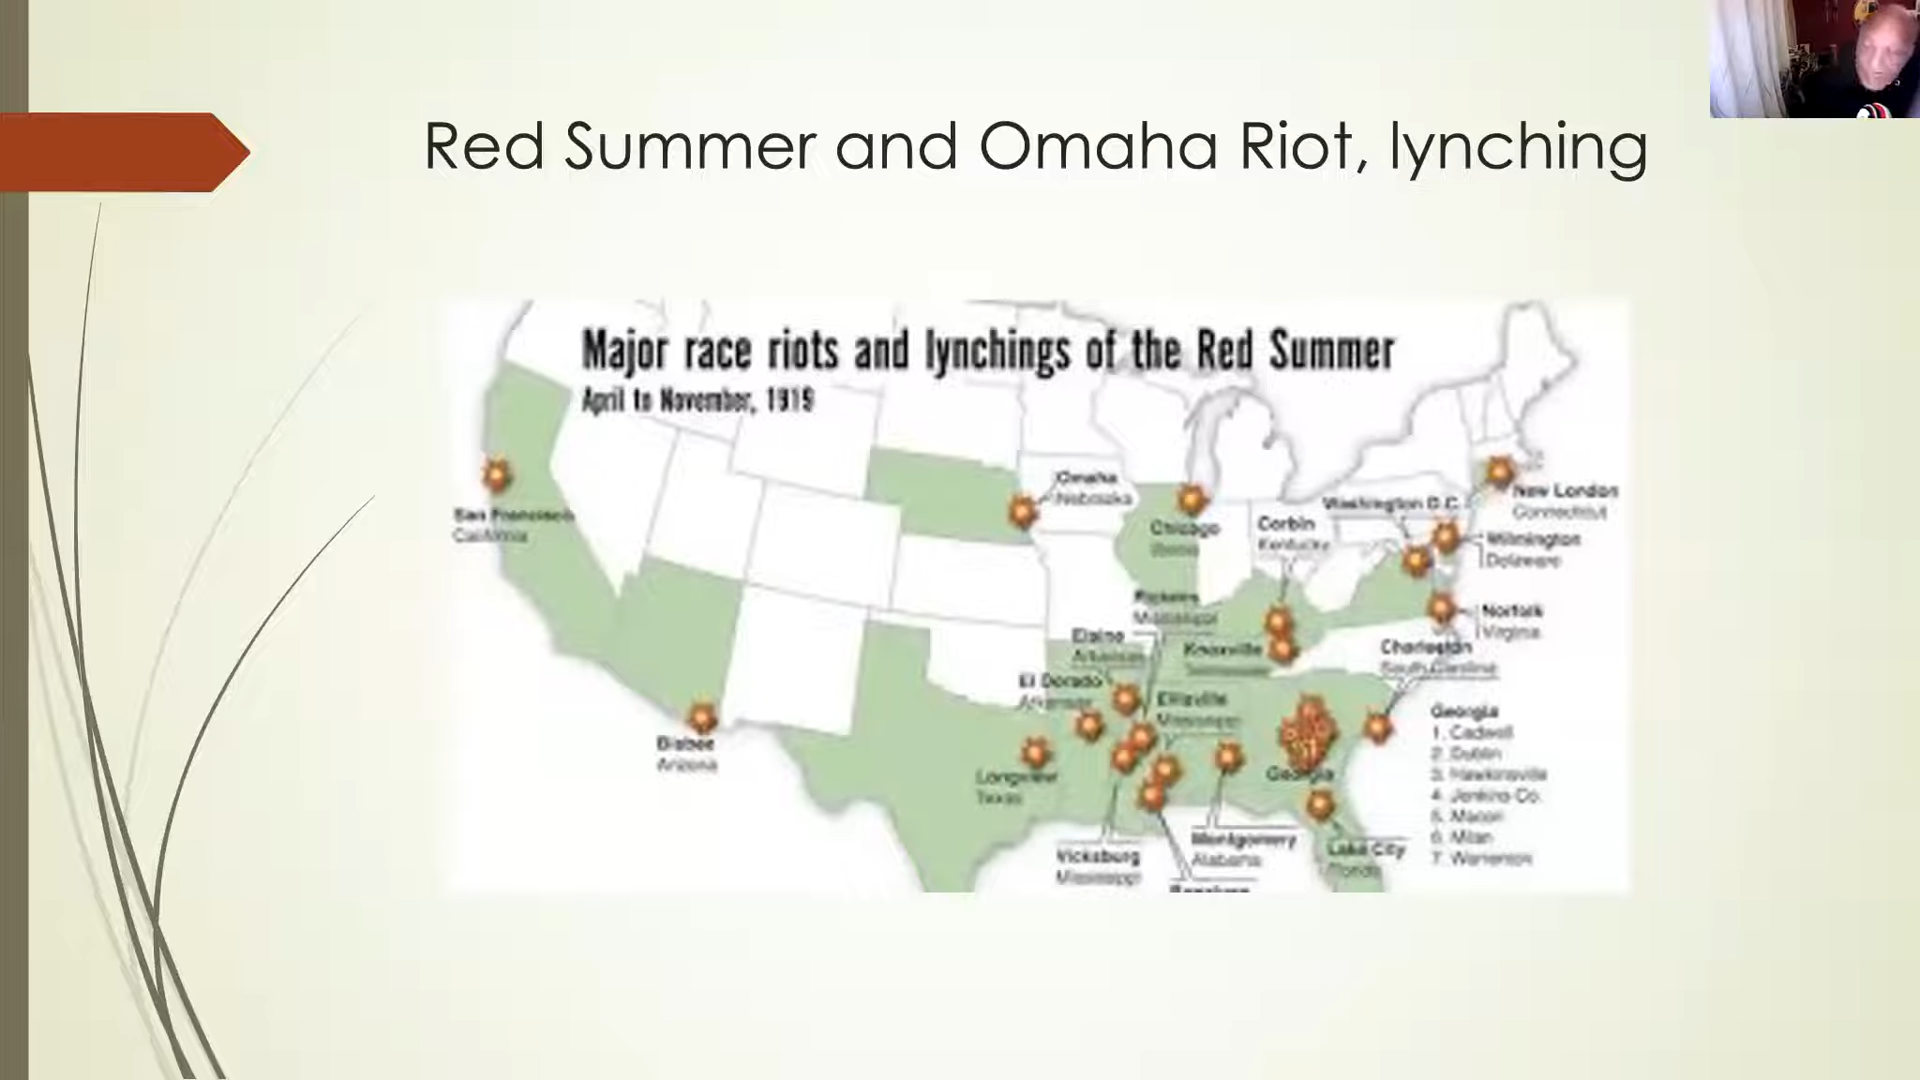 Red Summer and Omaha Riot, lynching
Major race riots and lynchings of the Red Summer
April to November, 1919
San Francisco
California
Omaha
Nebraska
Chicago
Illinois
Corbin
Kentucky
Washington D.C.
New London
Connecticut
Wilmington
Delaware
Norfolk
Virginia
Mississippi
Elaine
Arkansas
Knoxville
Tennessee
Charleston
South Carolina
El Dorado
Arkansas
Ellisville
Mississippi
Bisbee
Arizona
Longview
Texas
Georgia
Georgia
1. Cadwell
2. Dublin
3. Hawkinsville
4. Jenkins Co.
5. Macon
6. Milan
7. Warrenton
Vicksburg
Mississippi
Montgomery
Alabama
Lake City
Florida